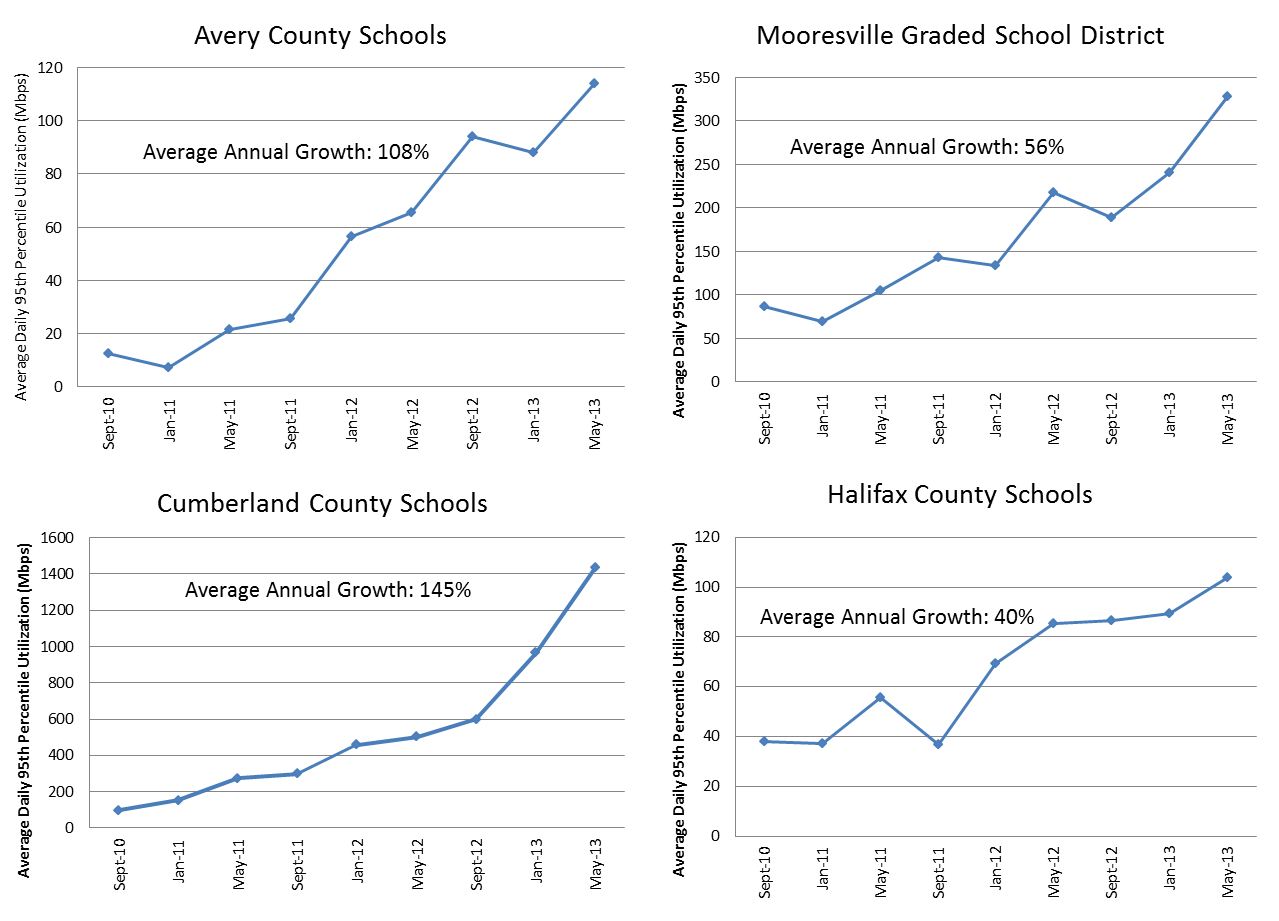 Avery County Schools
Average Daily 95th Percentile Utilization (Mbps)
120
100
80
60
40
20
0
Average Annual Growth: 108%
Sept-10
Jan-11
May-11
Sept-11
Jan-12
May-12
Sept-12
Jan-13
May-13
Mooresville Graded School District
Average Daily 95th Percentile Utilization (Mbps)
350
300
250
200
150
100
50
0
Average Annual Growth: 56%
Sept-10
Jan-11
May-11
Sept-11
Jan-12
May-12
Sept-12
Jan-13
May-13
Cumberland County Schools
Average Daily 95th Percentile Utilization (Mbps)
1600
1400
1200
1000
800
600
400
200
0
Average Annual Growth: 145%
Sept-10
Jan-11
May-11
Sept-11
Jan-12
May-12
Sept-12
Jan-13
May-13
Halifax County Schools
Average Daily 95th Percentile Utilization (Mbps)
120
100
80
60
40
20
0
Average Annual Growth: 40%
Sept-10
Jan-11
May-11
Sept-11
Jan-12
May-12
Sept-12
Jan-13
May-13